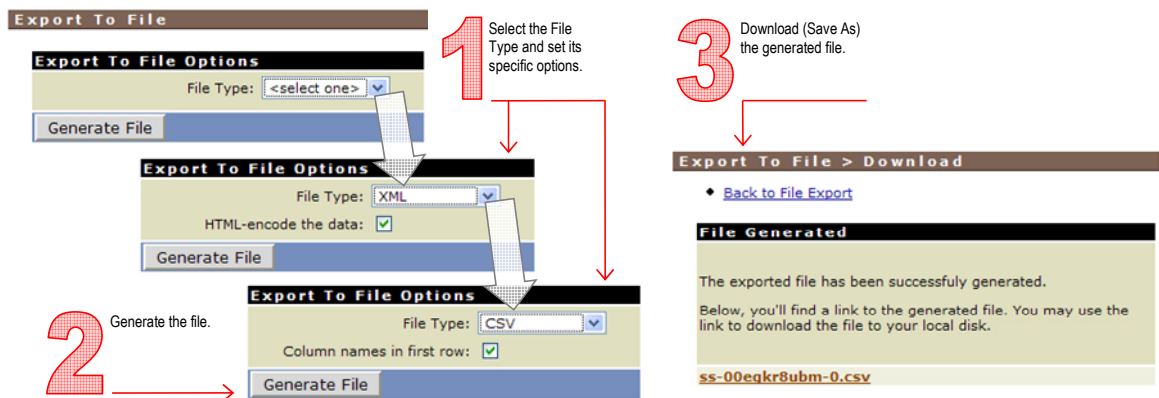 Export To File
Export To File Options
File Type: <select one>
Generate File
1
Select the File
Type and set its
specific options.
Export To File Options
File Type: XML
HTML-encode the data:
Generate File
Export To File Options
File Type: CSV
Column names in first row:
Generate File
2
Generate the file.
3
Download (Save As)
the generated file.
Export To File > Download
Back to File Export
File Generated
The exported file has been successfuly generated.
Below, you'll find a link to the generated file. You may use the
link to download the file to your local disk.
ss-00eqkr8ubm-0.csv